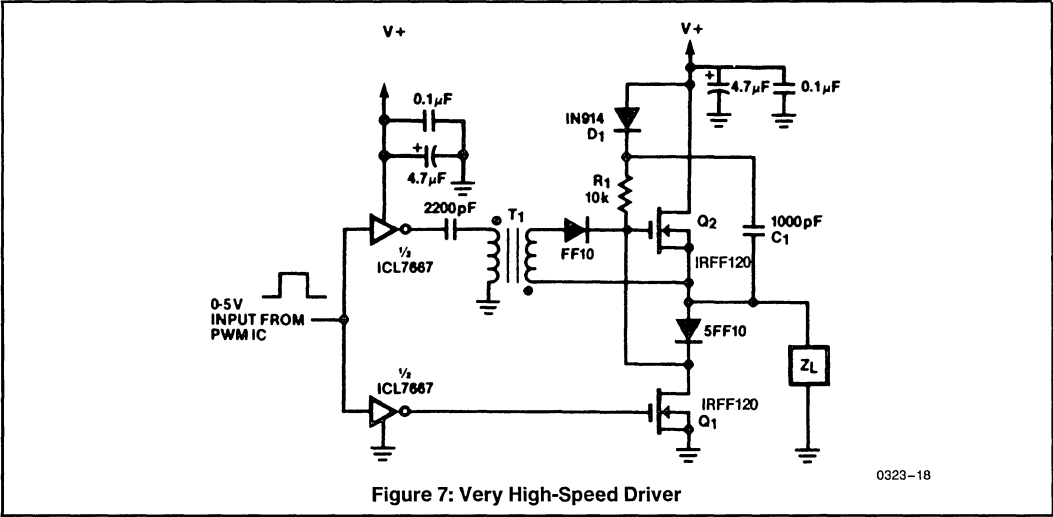 V+
V+
0.1μF
+
4.7μF
+
4.7μF
0.1μF
IN914
D1
R1
10k
2200pF
T1
Q2
1000pF
C1
½
ICL7667
FF10
IRFF120
0-5V
INPUT FROM
PWM IC
5FF10
ZL
½
ICL7667
IRFF120
Q1
0323–18
Figure 7: Very High-Speed Driver